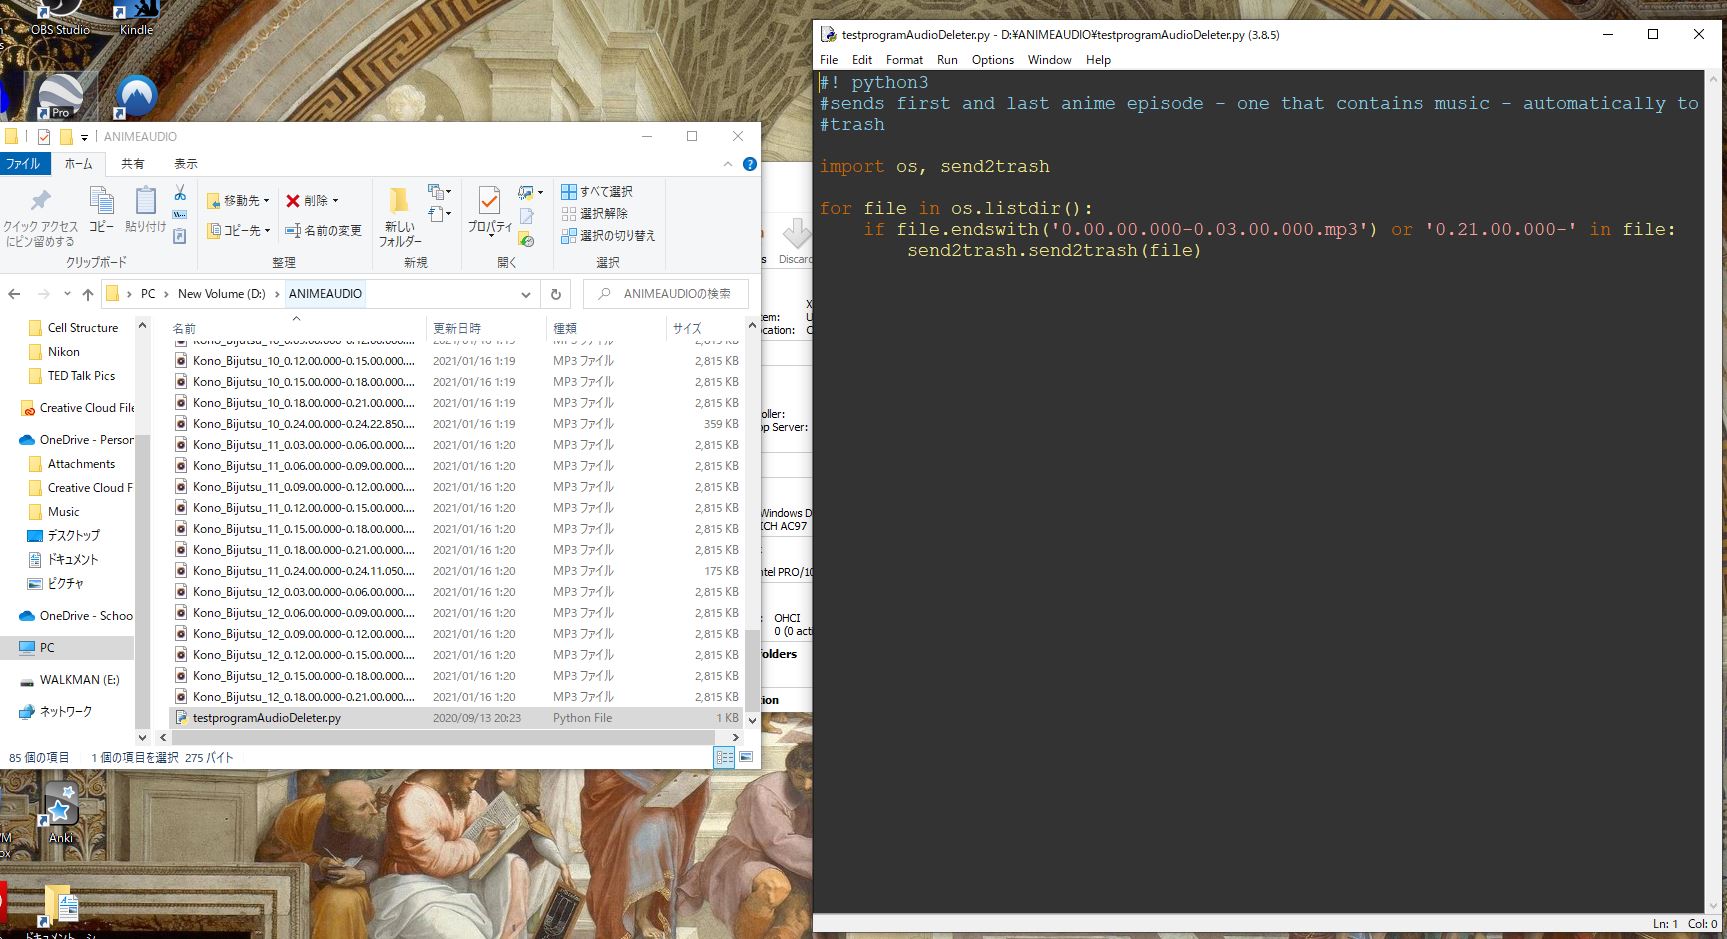 OBS Studio
Kindle
Pro
ANIMEAUDIO
ファイル
ホーム
共有
表示
クイック アクセス
にピン留めする
コピー
貼り付け
移動先
コピー先
削除
名前の変更
新しい
フォルダー
プロパティ
すべて選択
選択解除
選択の切り替え
クリップボード
整理
新規
開く
選択
PC
New Volume (D:)
ANIMEAUDIO
ANIMEAUDIOの検索
Cell Structure
Nikon
TED Talk Pics
Creative Cloud File
OneDrive - Person
Attachments
Creative Cloud F
Music
デスクトップ
ドキュメント
ピクチャ
OneDrive - Schoo
PC
WALKMAN (E:)
ネットワーク
名前 更新日時 種類 サイズ
Kono_Bijutsu_10_0.12.00.000-0.15.00.000.... 2021/01/16 1:19 MP3 ファイル 2,815 KB
Kono_Bijutsu_10_0.15.00.000-0.18.00.000.... 2021/01/16 1:19 MP3 ファイル 2,815 KB
Kono_Bijutsu_10_0.18.00.000-0.21.00.000.... 2021/01/16 1:19 MP3 ファイル 2,815 KB
Kono_Bijutsu_10_0.24.00.000-0.24.22.850.... 2021/01/16 1:19 MP3 ファイル 359 KB
Kono_Bijutsu_11_0.03.00.000-0.06.00.000.... 2021/01/16 1:20 MP3 ファイル 2,815 KB
Kono_Bijutsu_11_0.06.00.000-0.09.00.000.... 2021/01/16 1:20 MP3 ファイル 2,815 KB
Kono_Bijutsu_11_0.09.00.000-0.12.00.000.... 2021/01/16 1:20 MP3 ファイル 2,815 KB
Kono_Bijutsu_11_0.12.00.000-0.15.00.000.... 2021/01/16 1:20 MP3 ファイル 2,815 KB
Kono_Bijutsu_11_0.15.00.000-0.18.00.000.... 2021/01/16 1:20 MP3 ファイル 2,815 KB
Kono_Bijutsu_11_0.18.00.000-0.21.00.000.... 2021/01/16 1:20 MP3 ファイル 2,815 KB
Kono_Bijutsu_11_0.24.00.000-0.24.11.050.... 2021/01/16 1:20 MP3 ファイル 175 KB
Kono_Bijutsu_12_0.03.00.000-0.06.00.000.... 2021/01/16 1:20 MP3 ファイル 2,815 KB
Kono_Bijutsu_12_0.06.00.000-0.09.00.000.... 2021/01/16 1:20 MP3 ファイル 2,815 KB
Kono_Bijutsu_12_0.09.00.000-0.12.00.000.... 2021/01/16 1:20 MP3 ファイル 2,815 KB
Kono_Bijutsu_12_0.12.00.000-0.15.00.000.... 2021/01/16 1:20 MP3 ファイル 2,815 KB
Kono_Bijutsu_12_0.15.00.000-0.18.00.000.... 2021/01/16 1:20 MP3 ファイル 2,815 KB
Kono_Bijutsu_12_0.18.00.000-0.21.00.000.... 2021/01/16 1:20 MP3 ファイル 2,815 KB
testprogramAudioDeleter.py 2020/09/13 20:23 Python File 1 KB
85 個の項目 1 個の項目を選択 275 バイト
Discard
tem:
ocation:
oller:
op Server:
Windows D
ICH AC97
ntel PRO/10
OHCI
0 (0 acti
folders
tion
Anki
testprogramAudioDeleter.py - D:¥ANIMEAUDIO¥testprogramAudioDeleter.py (3.8.5)
File Edit Format Run Options Window Help
#! python3
#sends first and last anime episode - one that contains music - automatically to
#trash
import os, send2trash
for file in os.listdir():
if file.endswith('0.00.00.000-0.03.00.000.mp3') or '0.21.00.000-' in file:
send2trash.send2trash(file)
Ln: 1 Col: 0